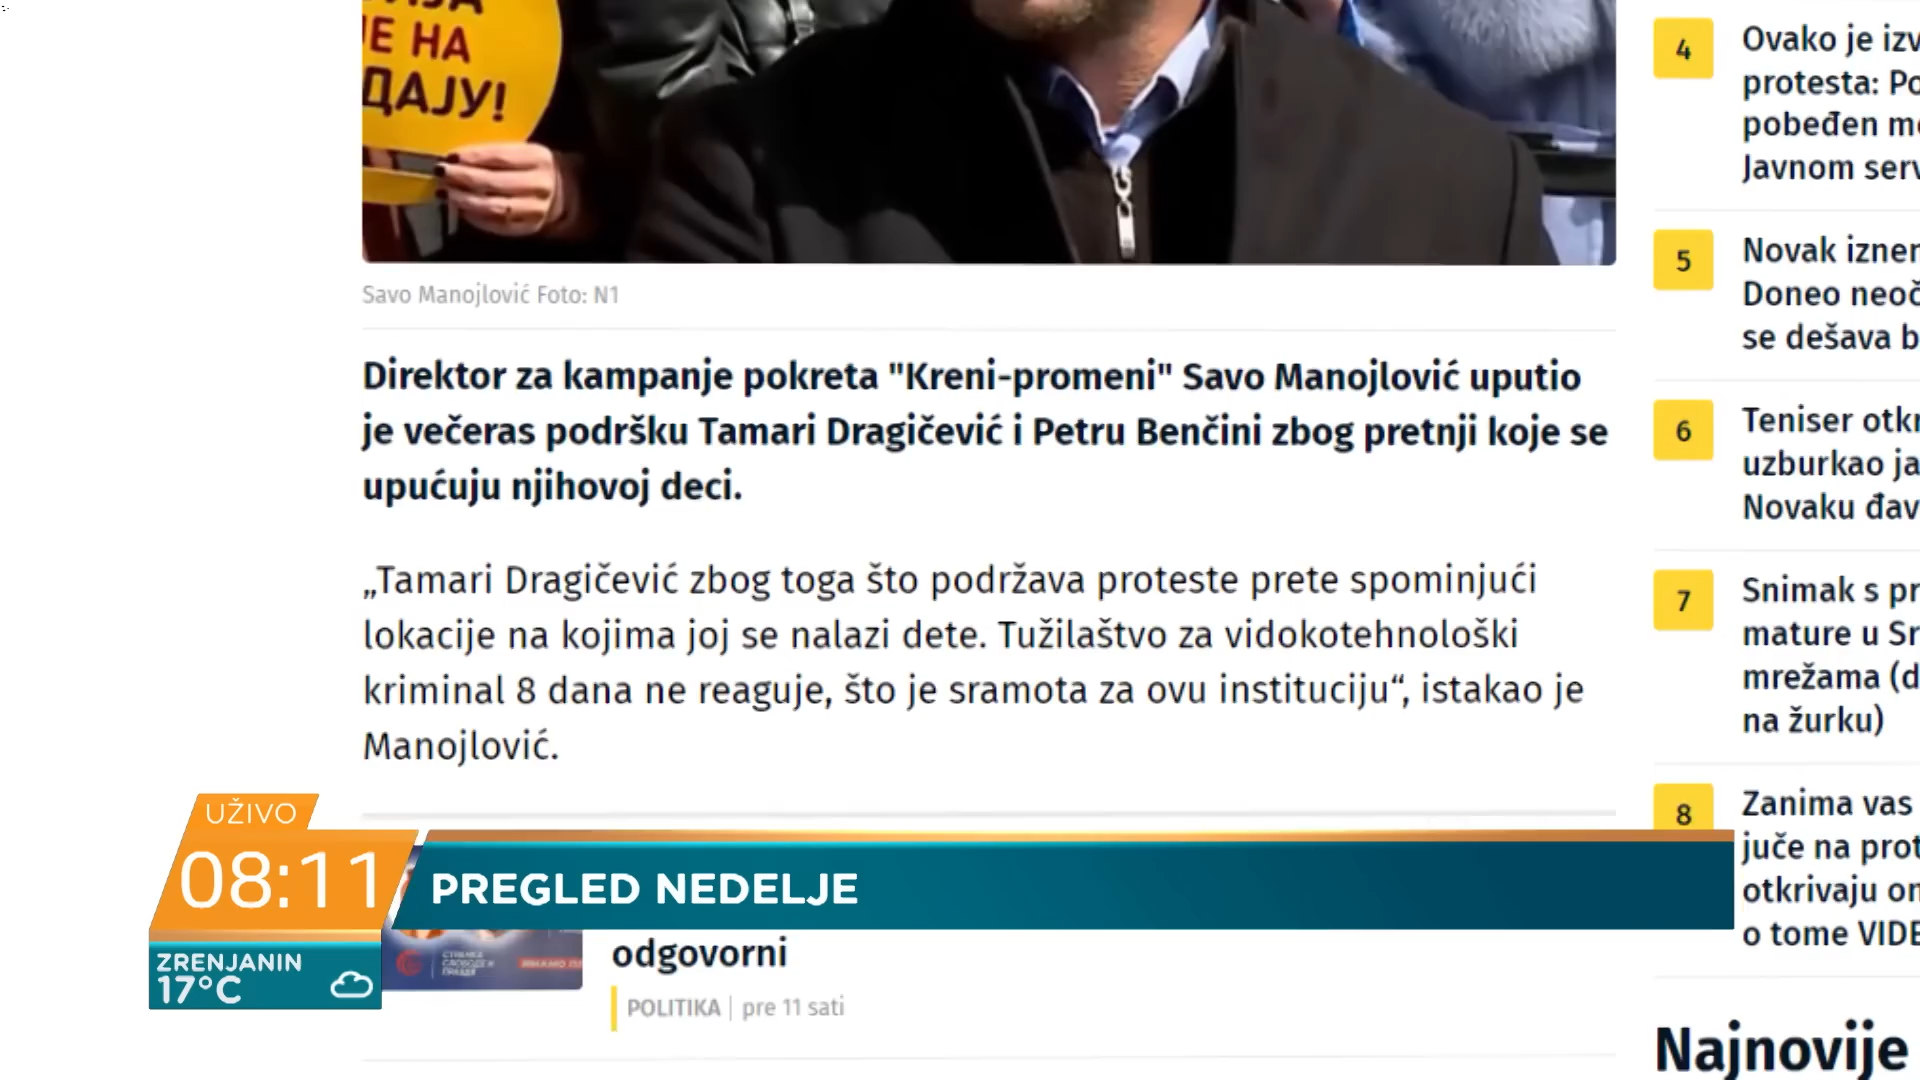 ЈЕ НА
ДАЈУ!
Savo Manojlović Foto: N1
Direktor za kampanje pokreta "Kreni-promeni" Savo Manojlović uputio
je večeras podršku Tamari Dragičević i Petru Benčini zbog pretnji koje se
upućuju njihovoj deci.
„Tamari Dragičević zbog toga što podržava proteste prete spominjući
lokacije na kojima joj se nalazi dete. Tužilaštvo za vidokotehnološki
kriminal 8 dana ne reaguje, što je sramota za ovu instituciju“, istakao je
Manojlović.
odgovorni
POLITIKA | pre 11 sati
4
Ovako je izv
protesta: Po
pobeđen me
Javnom serv
5
Novak iznen
Doneo neoč
se dešava b
6
Teniser otkr
uzburkao ja
Novaku đav
7
Snimak s pr
mature u Sr
mrežama (d
na žurku)
8
Zanima vas
juče na prot
otkrivaju on
o tome VIDE
Najnovije
UŽIVO
08:11
PREGLED NEDELJE
ZRENJANIN
17°C